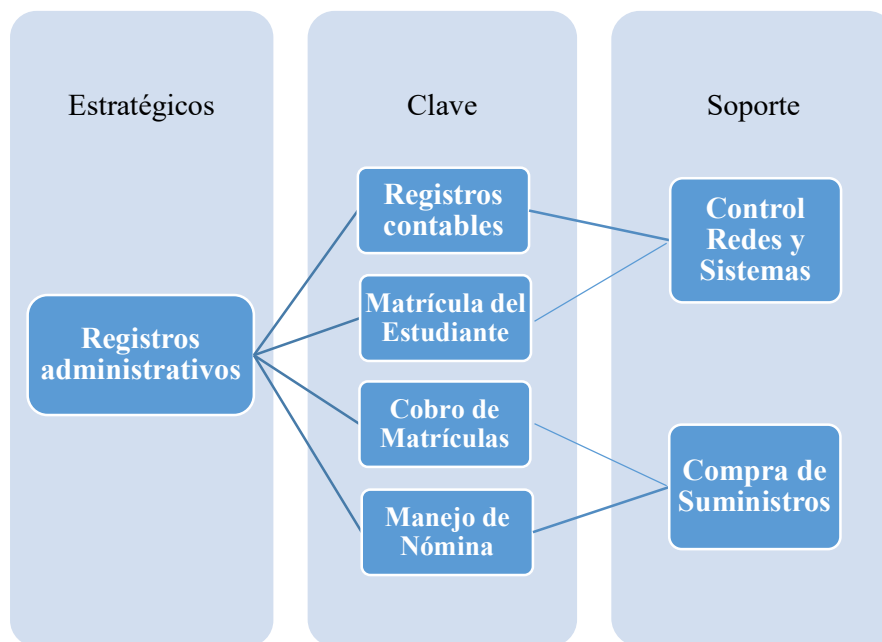 Estratégicos
Registros
administrativos
Clave
Registros
contables
Matrícula del
Estudiante
Cobro de
Matrículas
Manejo de
Nómina
Soporte
Control
Redes y
Sistemas
Compra de
Suministros